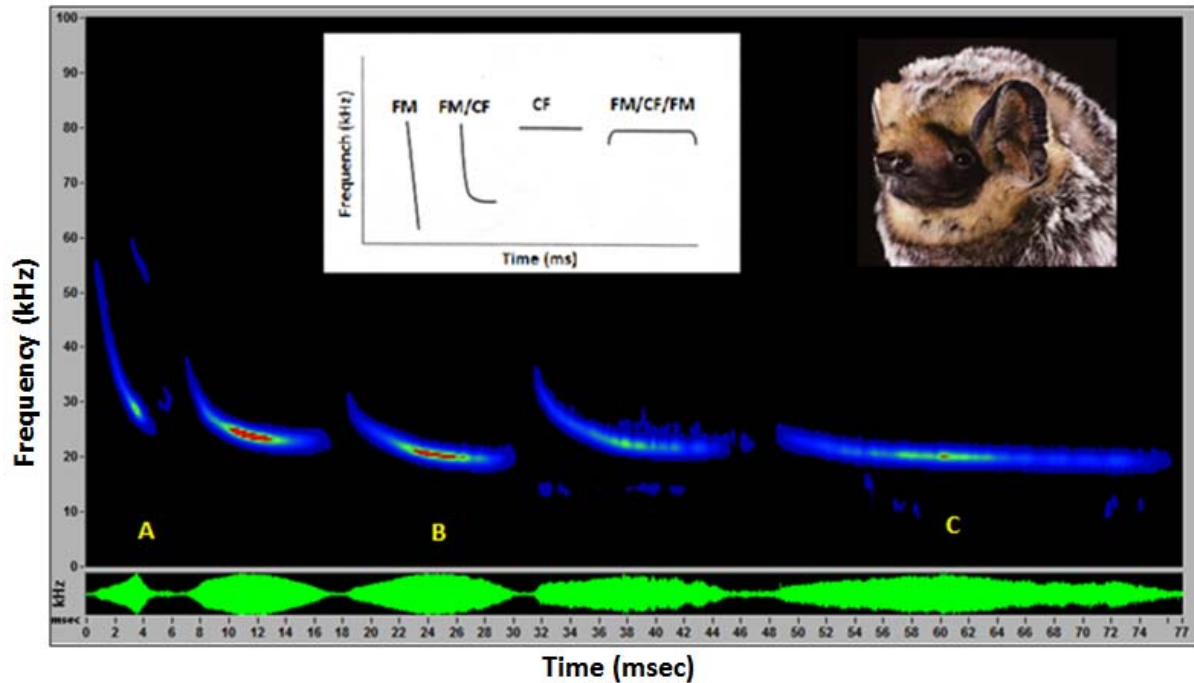 Frequency (kHz)
100
90
80
70
60
50
40
30
20
10
0
Frequench (kHz)
FM FM/CF CF FM/CF/FM
Time (ms)
A B C
kHz
msec 0 2 4 6 8 10 12 14 16 18 20 22 24 26 28 30 32 34 36 38 40 42 44 46 48 50 52 54 56 58 60 62 64 66 68 70 72 74 77
Time (msec)